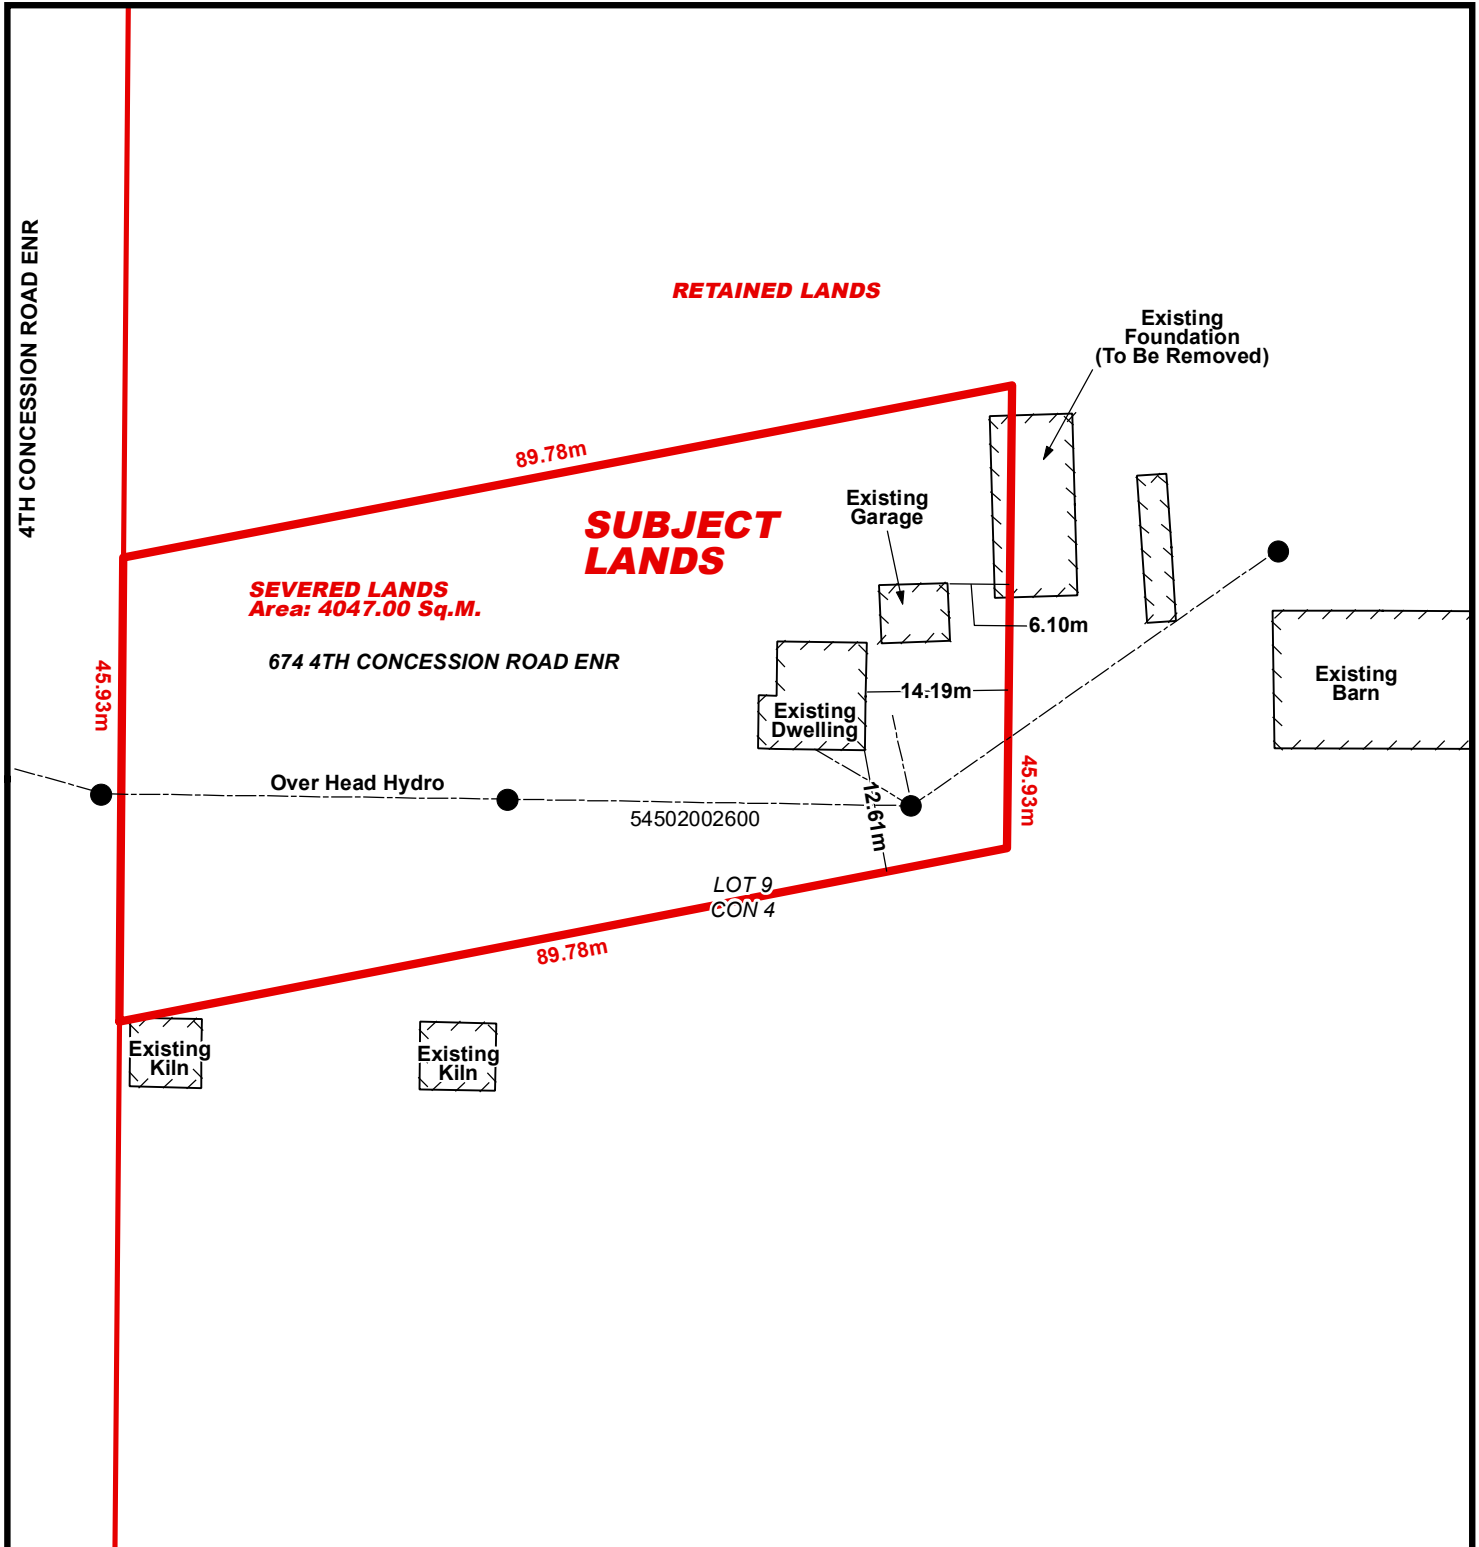 4TH CONCESSION ROAD ENR
RETAINED LANDS
Existing
Foundation
(To Be Removed)
89.78m
Existing
Garage
SUBJECT
LANDS
SEVERED LANDS
Area: 4047.00 Sq.M.
6.10m
674 4TH CONCESSION ROAD ENR
45.93m
14.19m
Existing
Barn
Existing
Dwelling
Over Head Hydro
45.93m
12.61m
54502002600
LOT 9
CON 4
89.78m
Existing
Kiln
Existing
Kiln